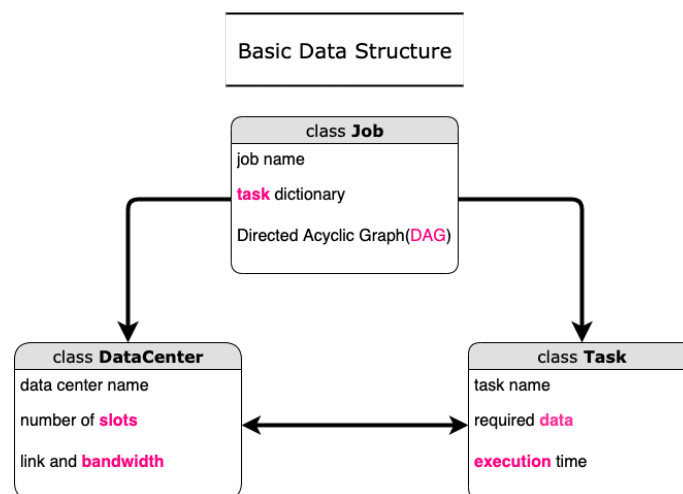 Basic Data Structure
class Job
job name
task dictionary
Directed Acyclic Graph(DAG)
class DataCenter
data center name
number of slots
link and bandwidth
class Task
task name
required data
execution time